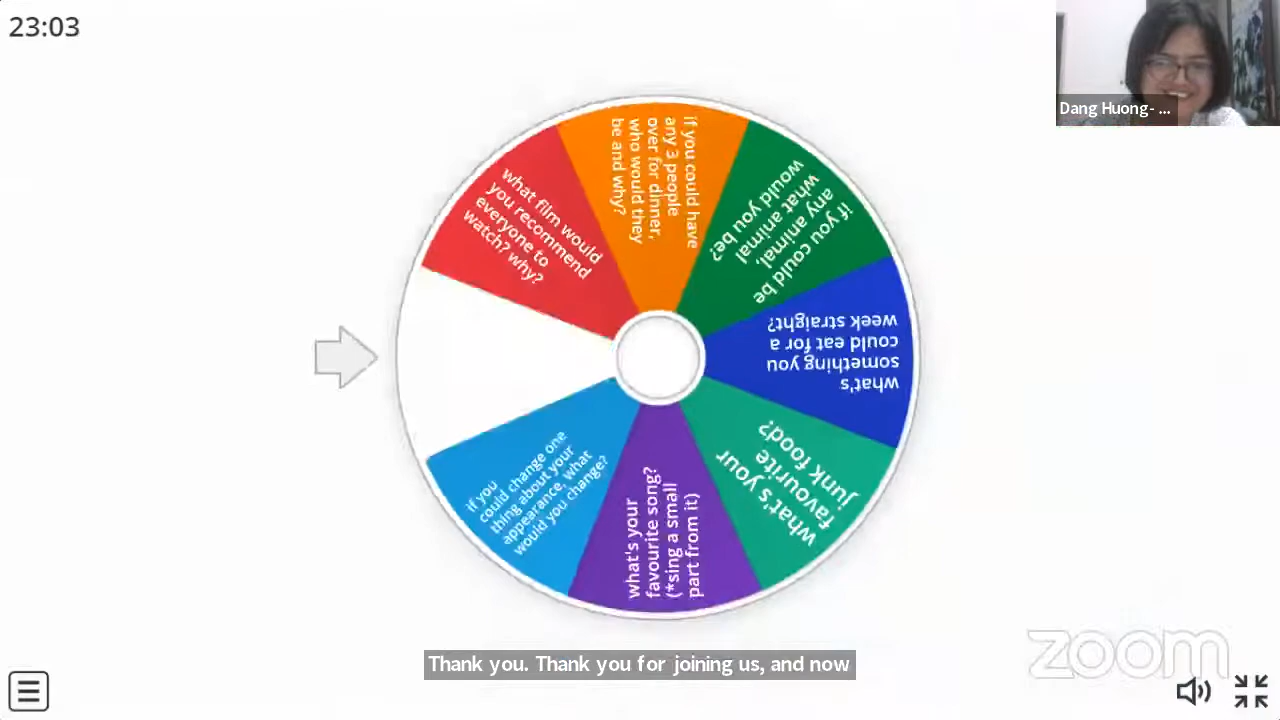 23:03
Dang Huong- ...
what film would
you recommend
everyone to
watch? why?
if you could have
any 3 people
over for dinner,
who would they
be and why?
if you could be
any animal,
what animal
would you be?
what's
something you
could eat for a
week straight?
what's your
favourite
junk food?
what's your
favourite song?
(*sing a small
part from it)
If you
could change one
thing about your
appearance, what
would you change?
Thank you. Thank you for joining us, and now
zoom